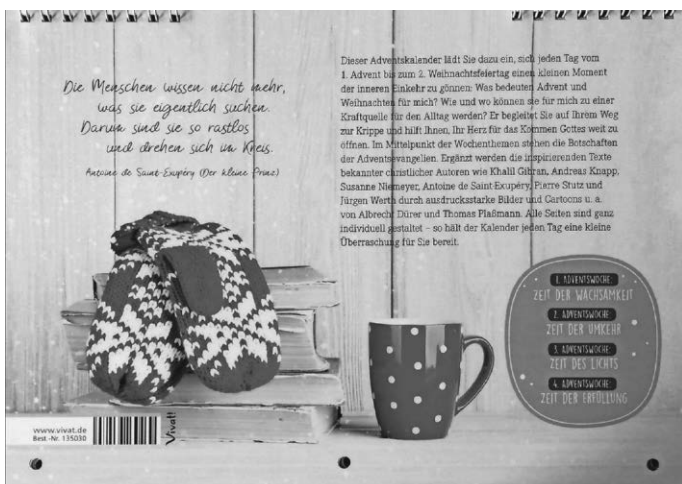 Die Menschen wissen nicht mehr,
was sie eigentlich suchen.
Darum sind sie so rastlos
und drehen sich im Kreis.
Antoine de Saint-Exupéry (Der kleine Prinz)
Dieser Adventskalender lädt Sie dazu ein, sich jeden Tag vom
1. Advent bis zum 2. Weihnachtsfeiertag einen kleinen Moment
der inneren Einkehr zu gönnen: Was bedeuten Advent und
Weihnachten für mich? Wie und wo können sie für mich zu einer
Kraftquelle für den Alltag werden? Er begleitet Sie auf Ihrem Weg
zur Krippe und hilft Ihnen, Ihr Herz für das Kommen Gottes weit zu
öffnen. Im Mittelpunkt der Wochenthemen stehen die Botschaften
der Adventsevangelien. Ergänzt werden die inspirierenden Texte
bekannter christlicher Autoren wie Khalil Gibran, Andreas Knapp,
Susanne Niemeyer, Antoine de Saint-Exupéry, Pierre Stutz und
Jürgen Werth durch ausdrucksstarke Bilder und Cartoons u. a.
von Albrecht Dürer und Thomas Plaßmann. Alle Seiten sind ganz
individuell gestaltet – so hält der Kalender jeden Tag eine kleine
Überraschung für Sie bereit.
1. ADVENTSWOCHE:
ZEIT DER WACHSAMKEIT
2. ADVENTSWOCHE:
ZEIT DER UMKEHR
3. ADVENTSWOCHE:
ZEIT DES LICHTS
4. ADVENTSWOCHE:
ZEIT DER ERFÜLLUNG
www.vivat.de
Best.-Nr. 135030
Vivat!